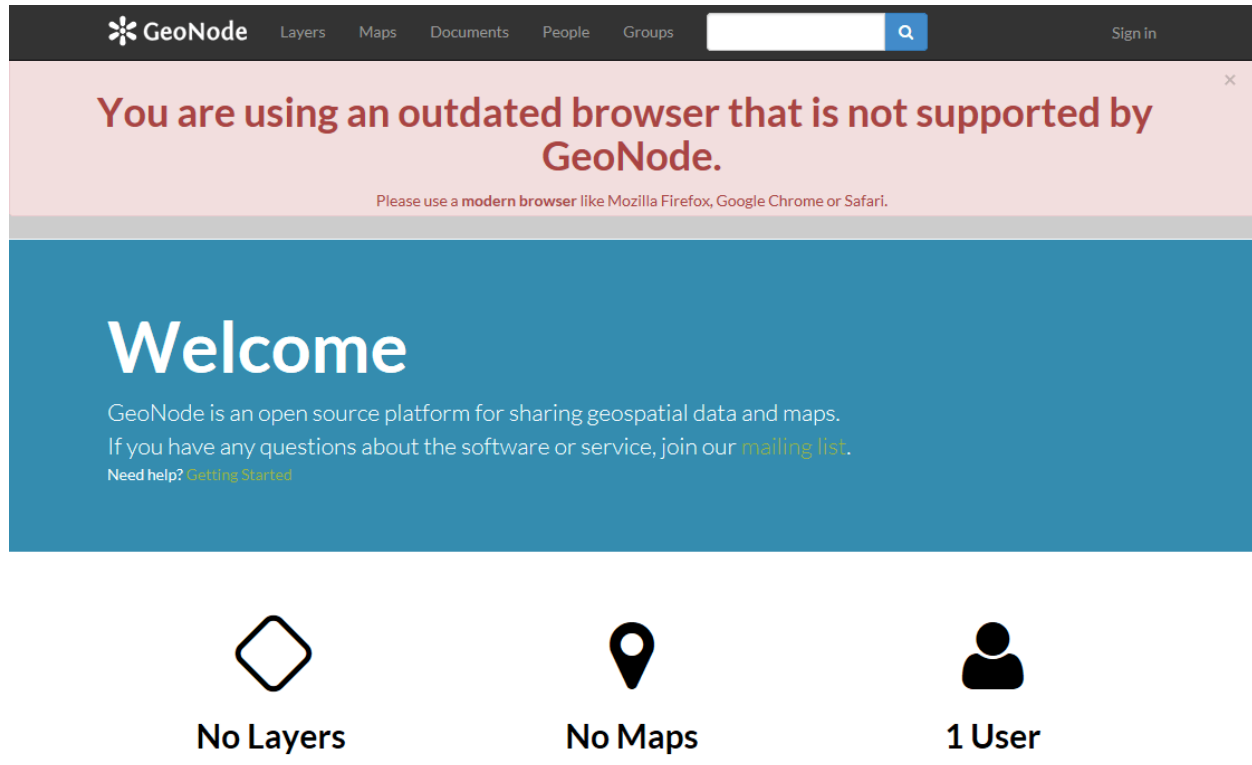 GeoNode Layers Maps Documents People Groups Sign in
×
You are using an outdated browser that is not supported by
GeoNode.
Please use a modern browser like Mozilla Firefox, Google Chrome or Safari.
Welcome
GeoNode is an open source platform for sharing geospatial data and maps.
If you have any questions about the software or service, join our mailing list.
Need help? Getting Started
No Layers No Maps 1 User